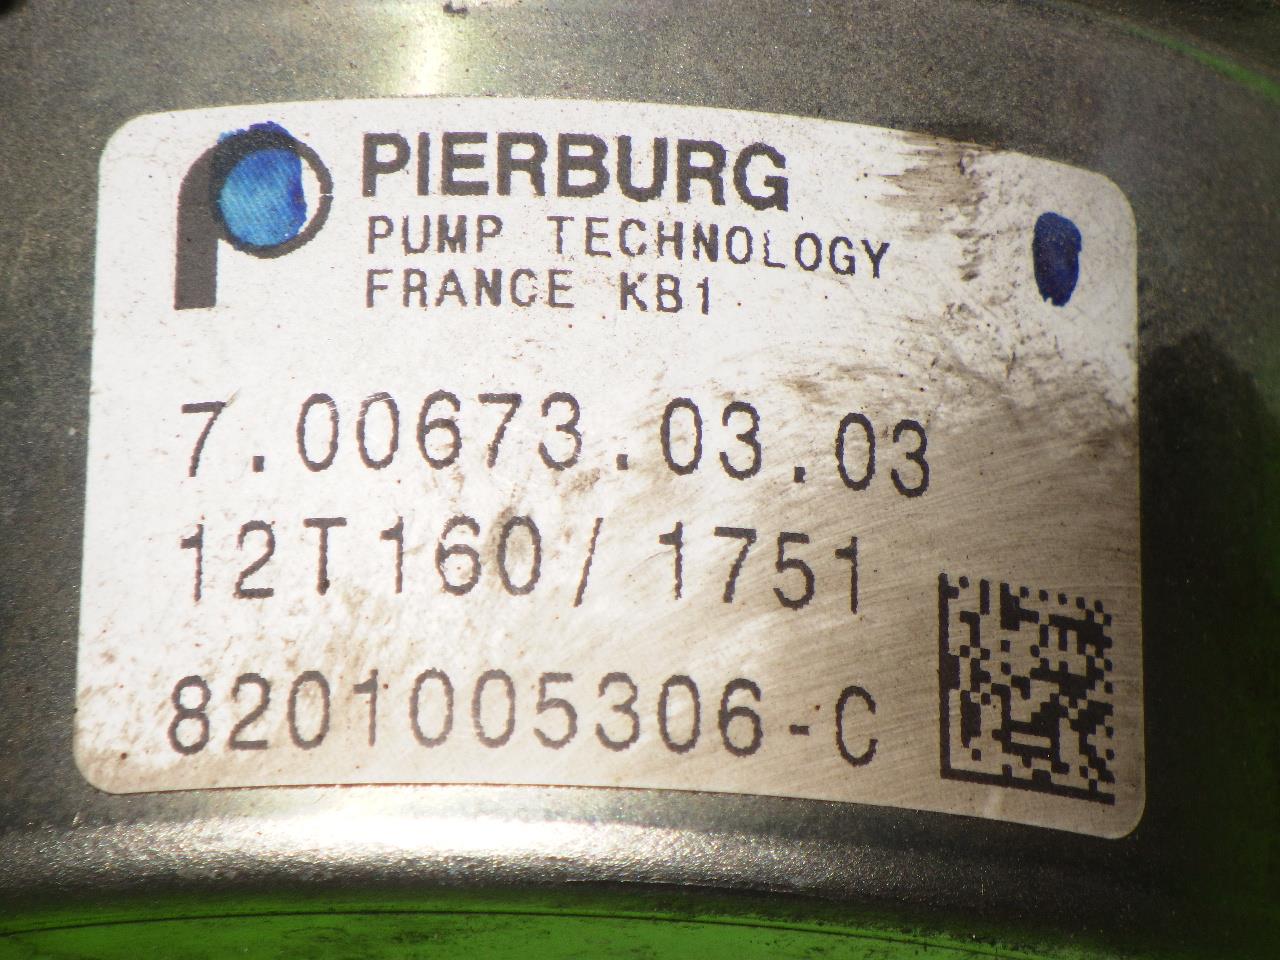 PIERBURG
PUMP TECHNOLOGY
FRANCE KB1
7.00673.03.03
12T160/1751
8201005306-C